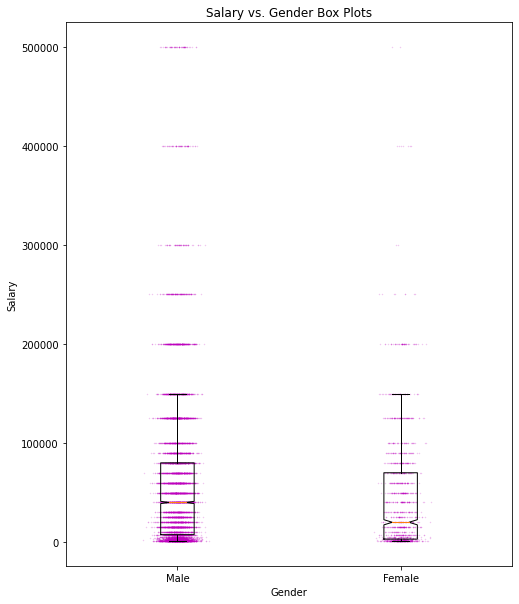 Salary vs. Gender Box Plots
500000
400000
300000
200000
100000
0
Salary
Male
Female
Gender